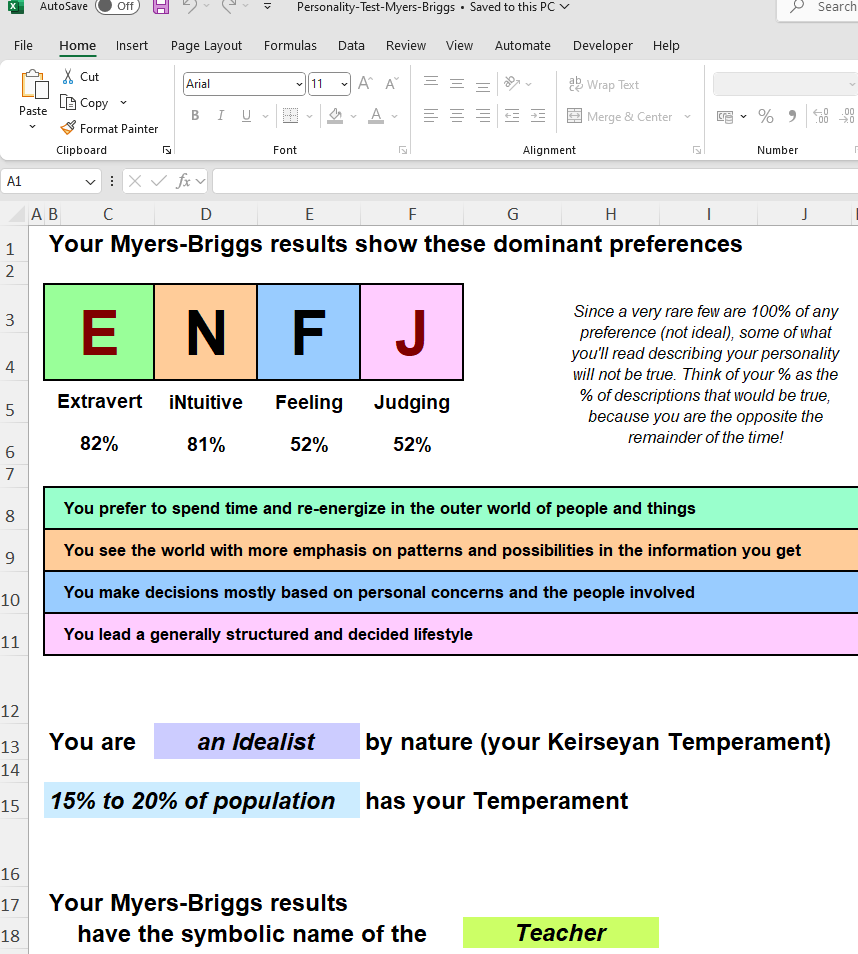 AutoSave Off Personality-Test-Myers-Briggs • Saved to this PC Search
File Home Insert Page Layout Formulas Data Review View Automate Developer Help
Paste
Cut
Copy
Format Painter
Arial 11 A A
B I U A
ab Wrap Text
Merge & Center
% 9 .00 .00
Clipboard Font Alignment Number
A1 fx
A B C D E F G H I J
1 Your Myers-Briggs results show these dominant preferences
2
3
4
E N F J
Since a very rare few are 100% of any
preference (not ideal), some of what
you'll read describing your personality
will not be true. Think of your % as the
% of descriptions that would be true,
because you are the opposite the
remainder of the time!
5 Extravert iNtuitive Feeling Judging
6 82% 81% 52% 52%
7
8 You prefer to spend time and re-energize in the outer world of people and things
9 You see the world with more emphasis on patterns and possibilities in the information you get
10 You make decisions mostly based on personal concerns and the people involved
11 You lead a generally structured and decided lifestyle
12
13 You are an Idealist by nature (your Keirseyan Temperament)
14
15 15% to 20% of population has your Temperament
16
17 Your Myers-Briggs results
18 have the symbolic name of the Teacher